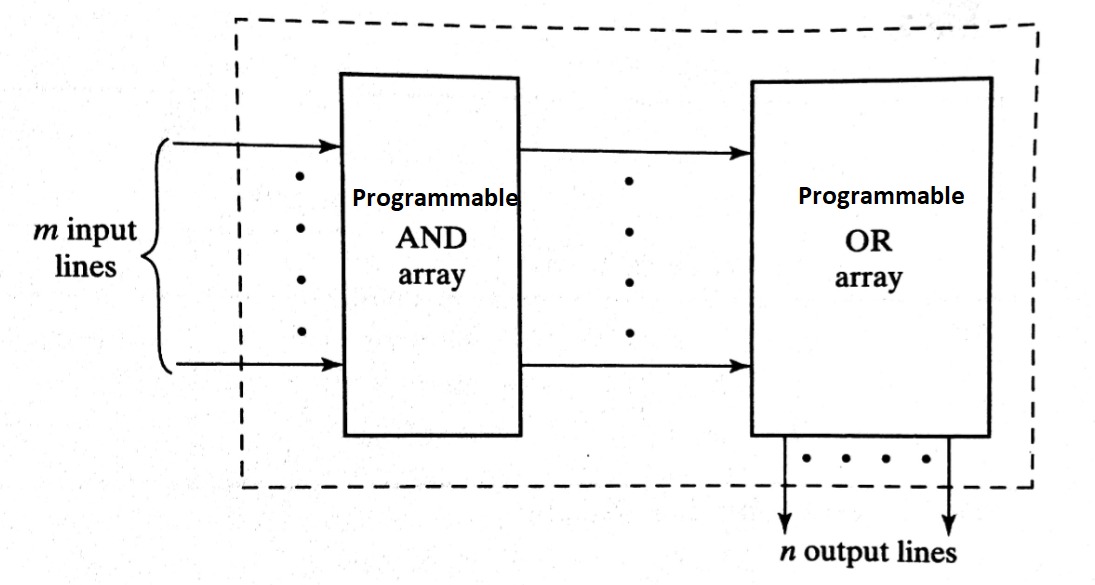 m input
lines
Programmable
AND
array
Programmable
OR
array
n output lines